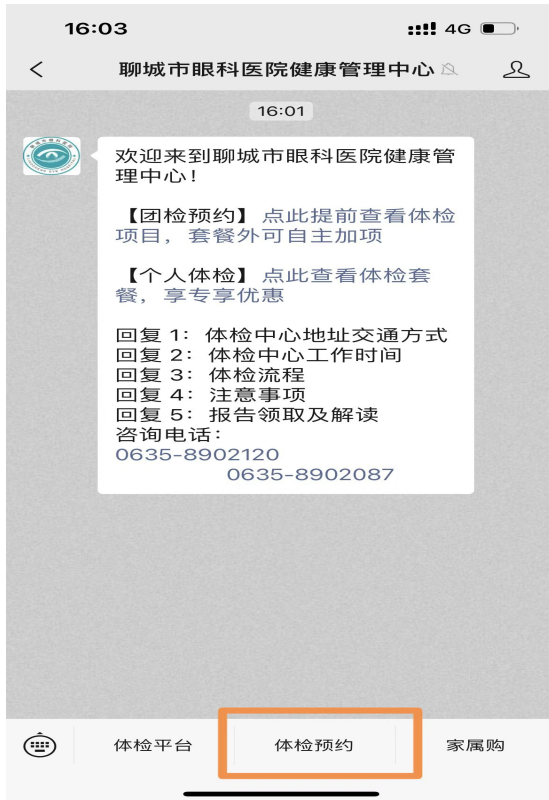 16:03
4G
聊城市眼科医院健康管理中心
16:01
欢迎来到聊城市眼科医院健康管
理中心!
【团检预约】点此提前查看体检
项目，套餐外可自主加项
【个人体检】点此查看体检套
餐，享专享优惠
回复 1：体检中心地址交通方式
回复 2：体检中心工作时间
回复 3：体检流程
回复 4：注意事项
回复 5：报告领取及解读
咨询电话：
0635-8902120
0635-8902087
体检平台
体检预约
家属购